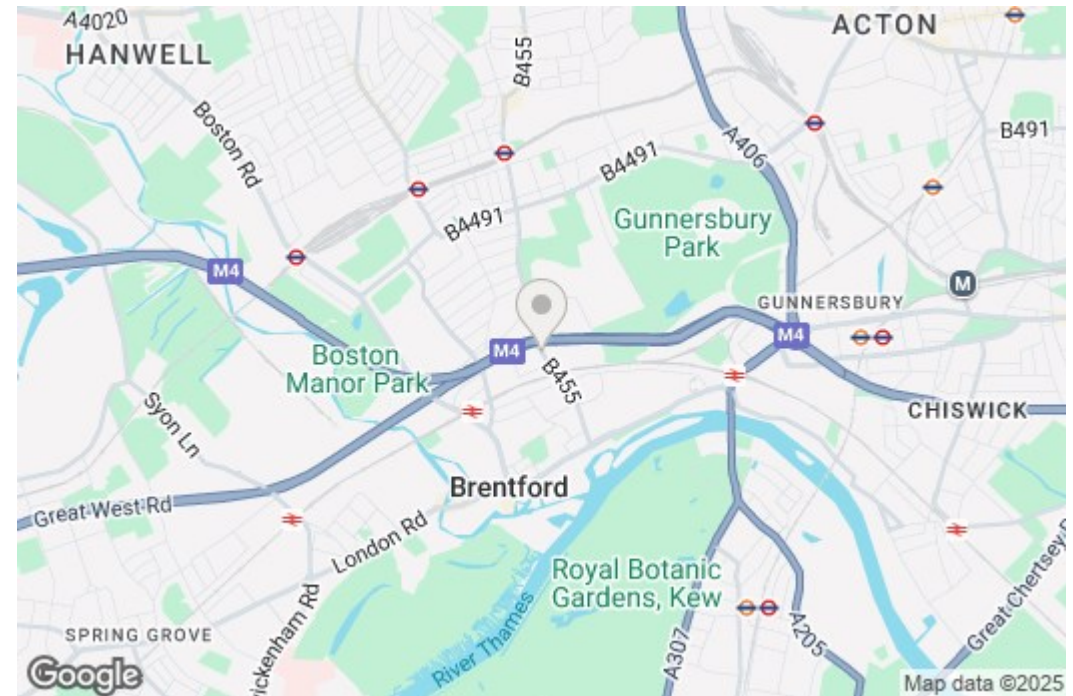 A4020
HANWELL
ACTON
B455
B491
Boston Rd
A406
B4491
B4491
Gunnersbury
Park
M4
M
GUNNERSBURY
M4
M4
Boston
Manor Park
B455
Syon Ln
CHISWICK
Brentford
Great West Rd
London Rd
Royal Botanic
Gardens, Kew
River Thames
A307
A205
Great Chertsey
SPRING GROVE
ickenham Rd
Google
Map data ©2025